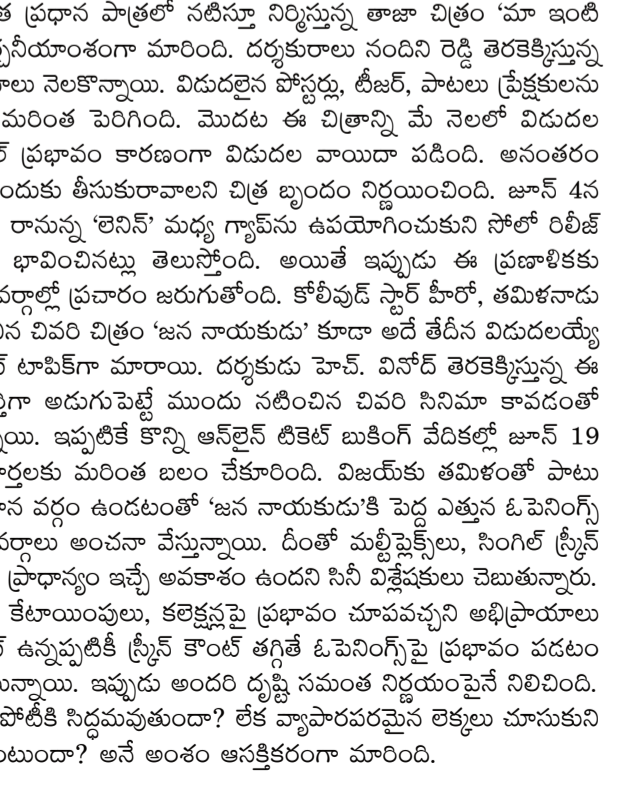 ప్రధాన పాత్రలో నటిస్తూ నిర్మిస్తున్న తాజా చిత్రం ‘మా ఇంటి
మారింది. దర్శకురాలు నందిని రెడ్డి తెరకెక్కిస్తున్న
నెలకొన్నాయి. విడుదలైన పోస్టర్లు, టీజర్, పాటలు ప్రేక్షకులను
మరింత పెరిగింది. మొదట ఈ చిత్రాన్ని మే నెలలో విడుదల
ప్రభావం కారణంగా విడుదల వాయిదా పడింది. అనంతరం
తీసుకురావాలని చిత్ర బృందం నిర్ణయించింది. జూన్ 4న
రానున్న ‘లెనిన్’ మధ్య గ్యాప్‌ను ఉపయోగించుకుని సోలో రిలీజ్
భావించినట్లు తెలుస్తోంది. అయితే ఇప్పుడు ఈ ప్రణాళికకు
వర్గాల్లో ప్రచారం జరుగుతోంది. కోలీవుడ్ స్టార్ హీరో, తమిళనాడు
చివరి చిత్రం ‘జన నాయకుడు’ కూడా అదే తేదీన విడుదలయ్యే
టాపిక్‌గా మారాయి. దర్శకుడు హెచ్. వినోద్ తెరకెక్కిస్తున్న ఈ
అడుగుపెట్టే ముందు నటించిన చివరి సినిమా కావడంతో
ఇప్పటికే కొన్ని ఆన్‌లైన్ టికెట్ బుకింగ్ వేదికల్లో జూన్ 19
మరింత బలం చేకూరింది. విజయ్‌కు తమిళంతో పాటు
వర్గం ఉండటంతో ‘జన నాయకుడు’కి పెద్ద ఎత్తున ఓపెనింగ్స్
వర్గాలు అంచనా వేస్తున్నాయి. దీంతో మల్టీప్లెక్స్‌లు, సింగిల్ స్క్రీన్
ప్రాధాన్యం ఇచ్చే అవకాశం ఉందని సినీ విశ్లేషకులు చెబుతున్నారు.
కేటాయింపులు, కలెక్షన్లపై ప్రభావం చూపవచ్చని అభిప్రాయాలు
ఉన్నప్పటికీ స్క్రీన్ కౌంట్ తగ్గితే ఓపెనింగ్స్‌పై ప్రభావం పడటం
ఇప్పుడు అందరి దృష్టి సమంత నిర్ణయంపైనే నిలిచింది.
పోటీకి సిద్ధమవుతుందా? లేక వ్యాపారపరమైన లెక్కలు చూసుకుని
అనే అంశం ఆసక్తికరంగా మారింది.